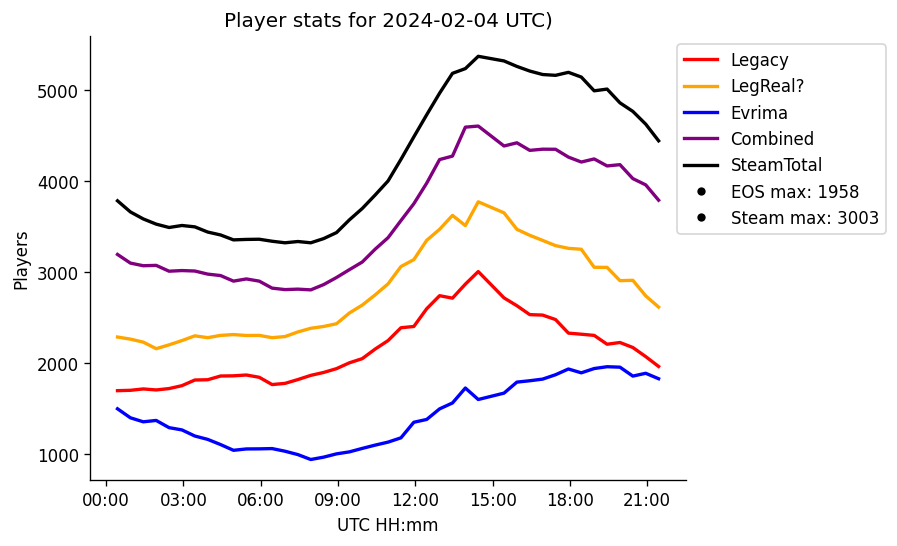 Player stats for 2024-02-04 UTC)
Legacy
LegReal?
Evrima
Combined
SteamTotal
EOS max: 1958
Steam max: 3003
Players
5000
4000
3000
2000
1000
00:00 03:00 06:00 09:00 12:00 15:00 18:00 21:00
UTC HH:mm